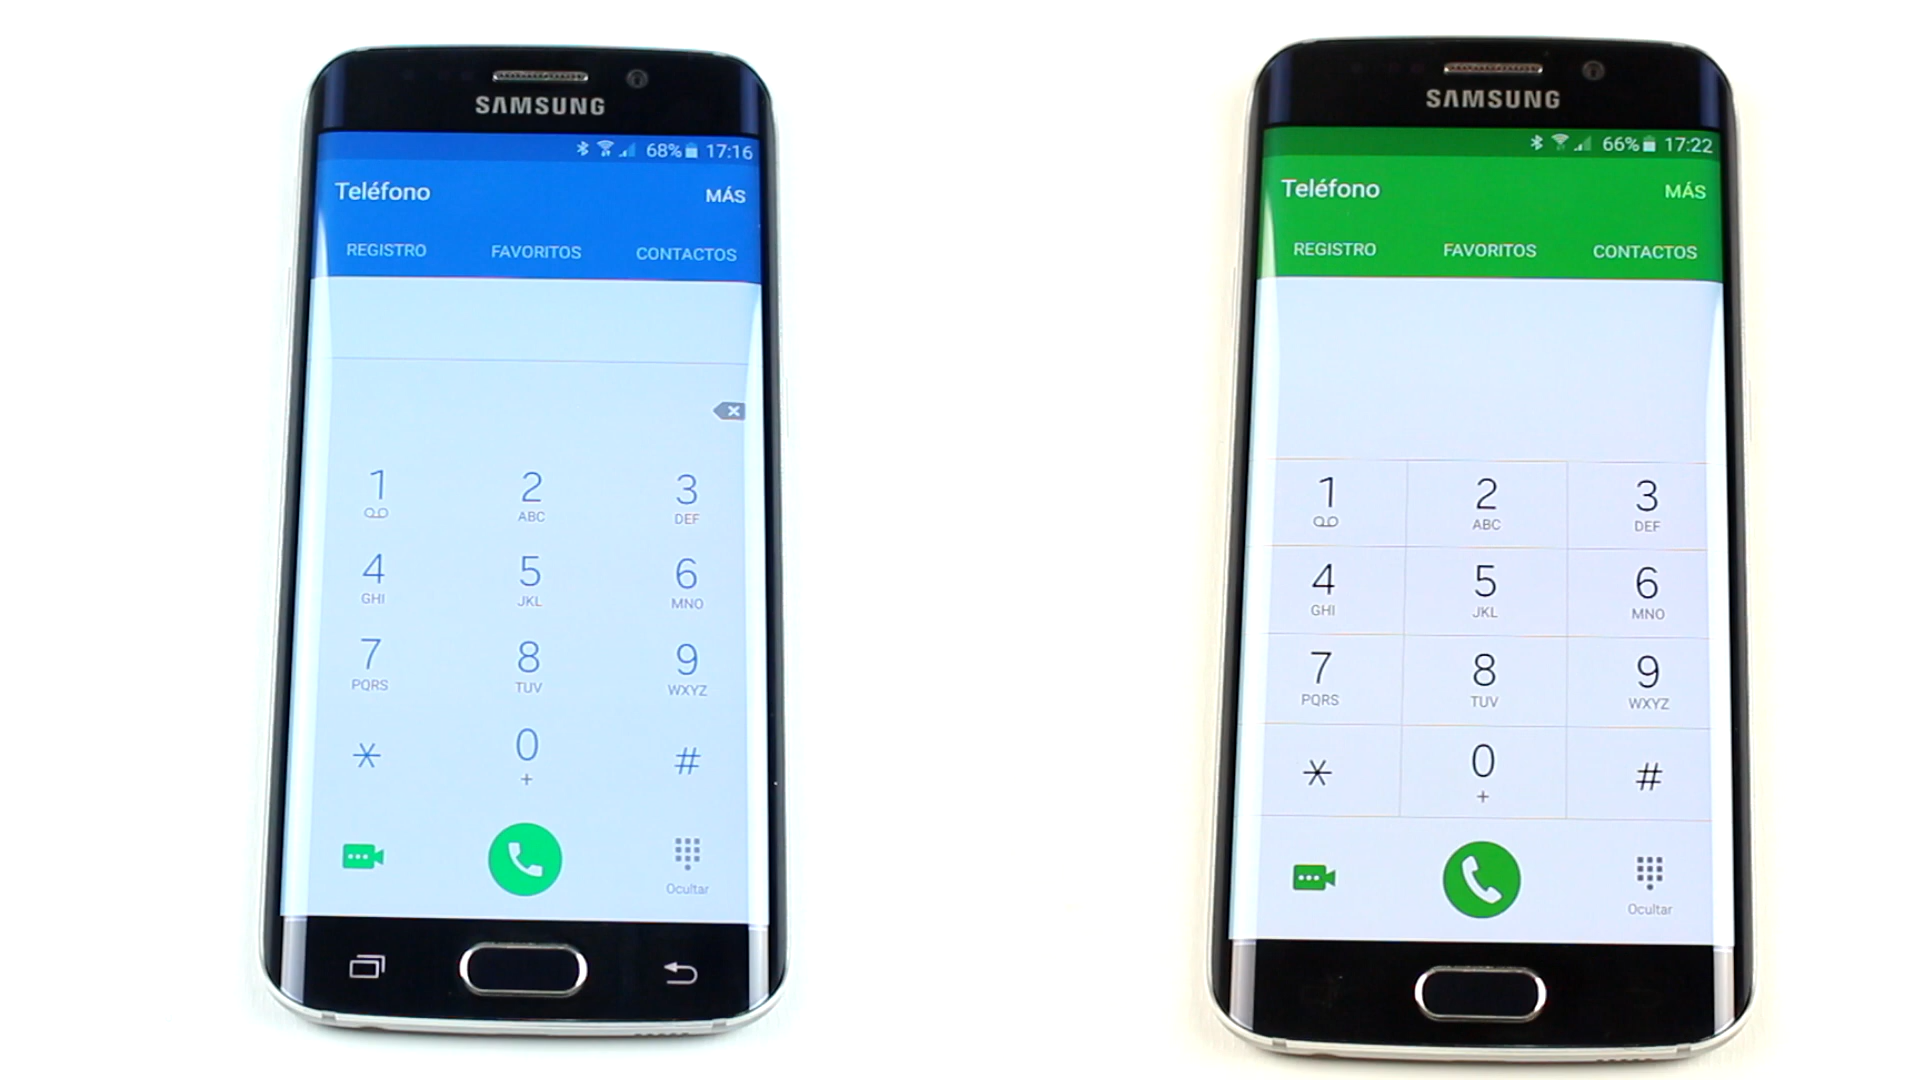 SAMSUNG
68% 17:16
Teléfono MÁS
REGISTRO FAVORITOS CONTACTOS
1 2 3
ABC DEF
4 5 6
GHI JKL MNO
7 8 9
PQRS TUV WXYZ
* 0 #
+
Ocultar
SAMSUNG
66% 17:22
Teléfono MÁS
REGISTRO FAVORITOS CONTACTOS
1 2 3
ABC DEF
4 5 6
GHI JKL MNO
7 8 9
PQRS TUV WXYZ
* 0 #
+
Ocultar